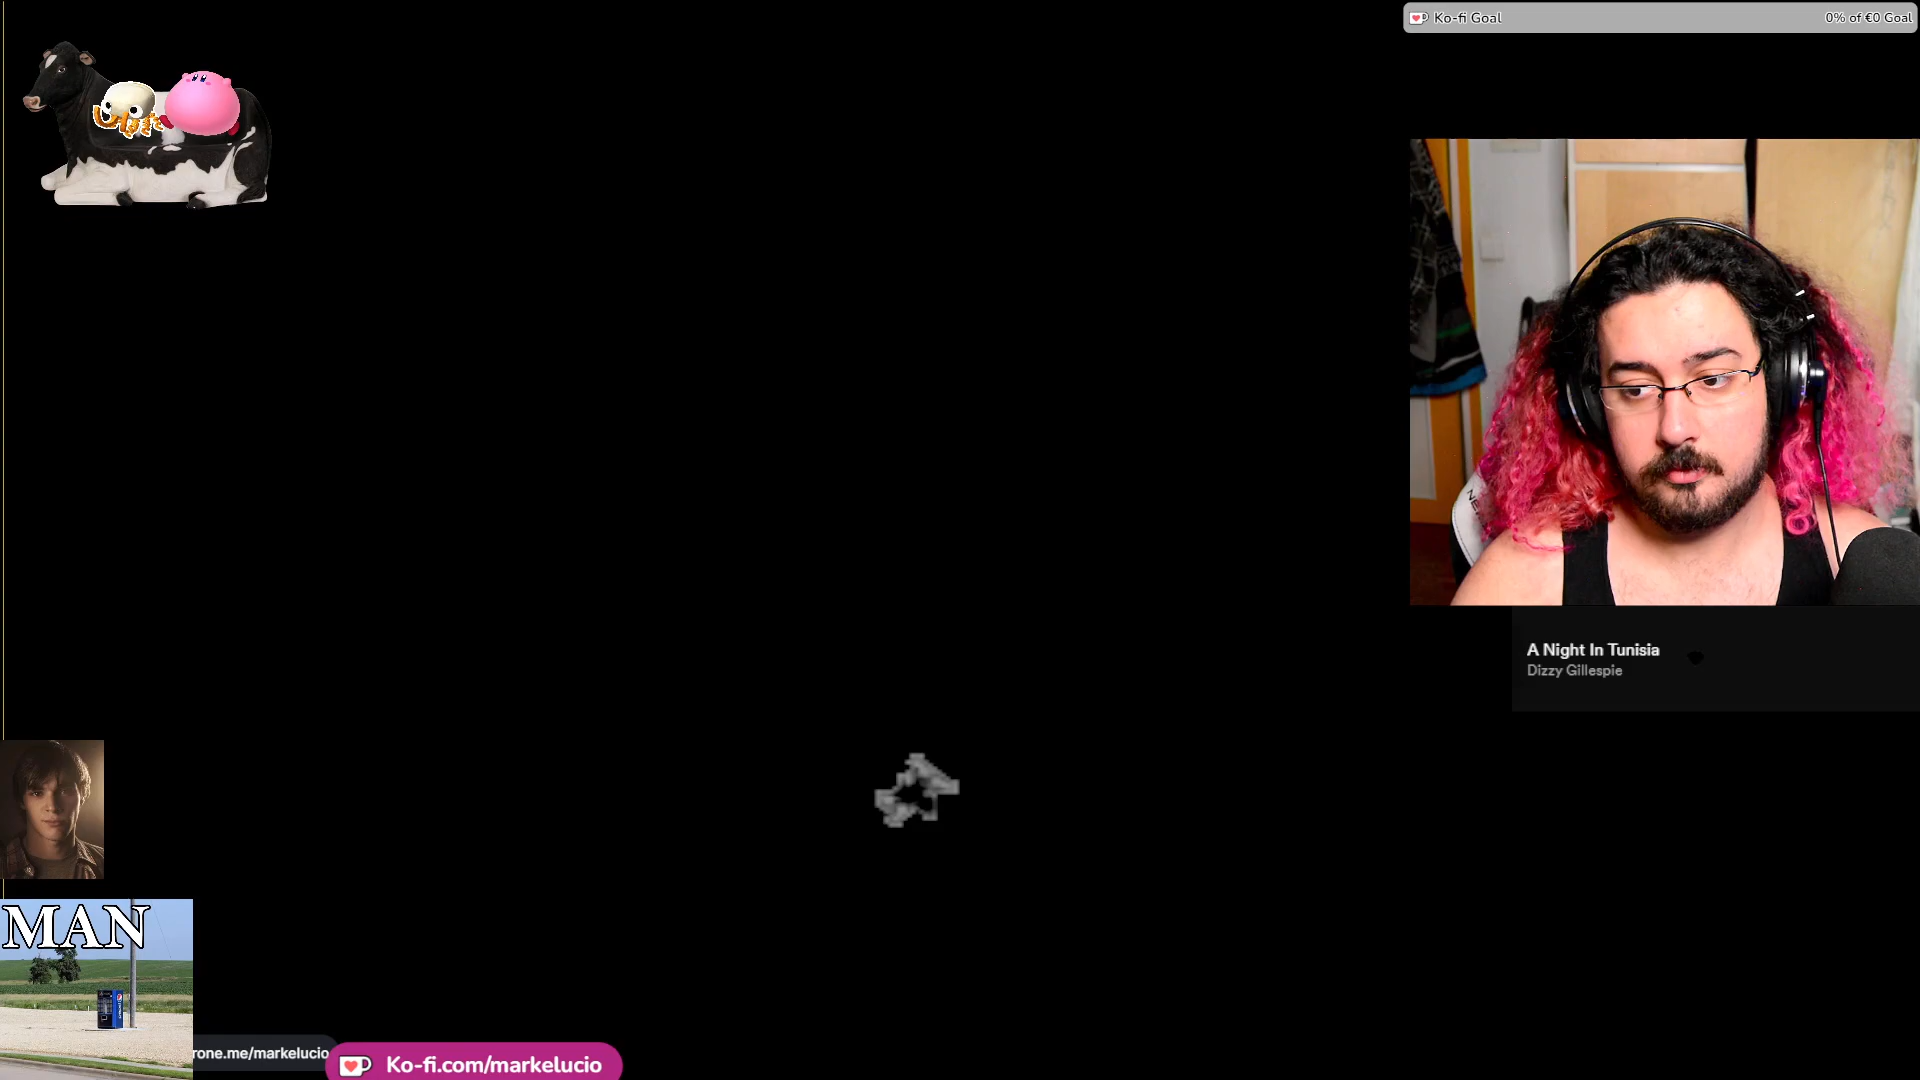 Ko-fi Goal
0% of €0 Goal
A Night In Tunisia
Dizzy Gillespie
MAN
rone.me/markelucio
Ko-fi.com/markelucio